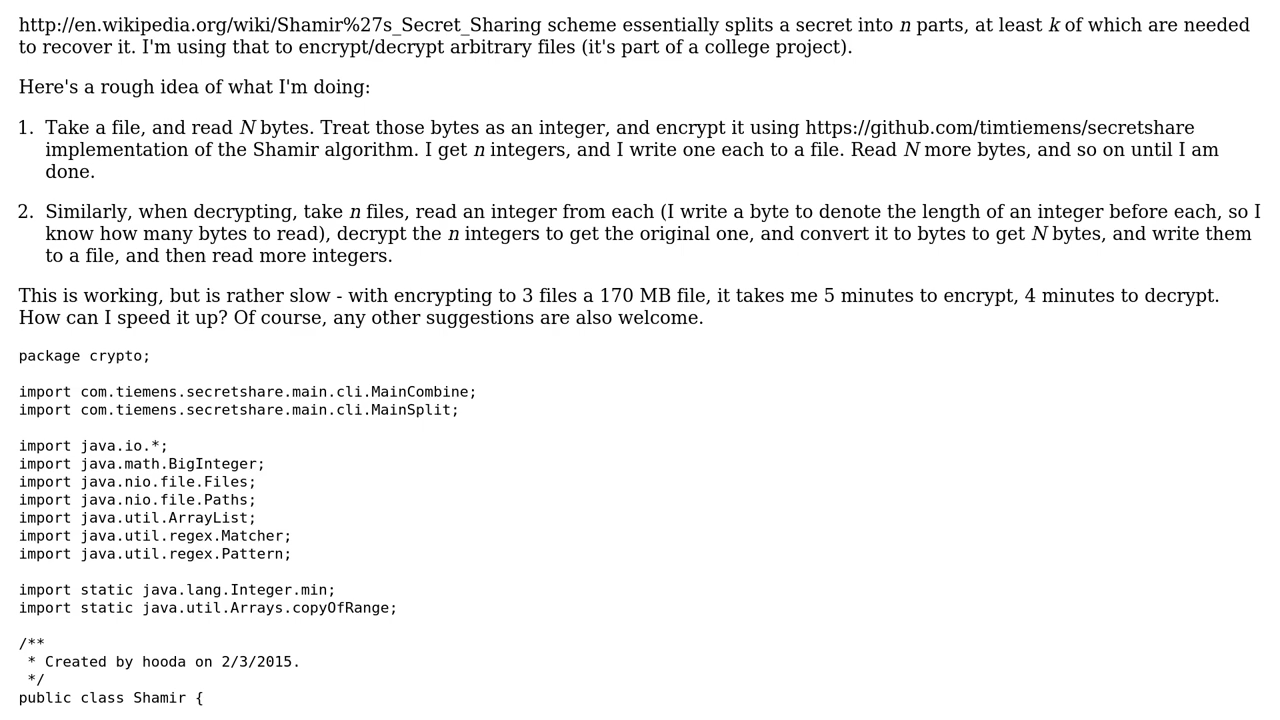 http://en.wikipedia.org/wiki/Shamir%27s_Secret_Sharing scheme essentially splits a secret into n parts, at least k of which are needed
to recover it. I'm using that to encrypt/decrypt arbitrary files (it's part of a college project).
Here's a rough idea of what I'm doing:
1. Take a file, and read N bytes. Treat those bytes as an integer, and encrypt it using https://github.com/timtiemens/secretshare
implementation of the Shamir algorithm. I get n integers, and I write one each to a file. Read N more bytes, and so on until I am
done.
2. Similarly, when decrypting, take n files, read an integer from each (I write a byte to denote the length of an integer before each, so I
know how many bytes to read), decrypt the n integers to get the original one, and convert it to bytes to get N bytes, and write them
to a file, and then read more integers.
This is working, but is rather slow - with encrypting to 3 files a 170 MB file, it takes me 5 minutes to encrypt, 4 minutes to decrypt.
How can I speed it up? Of course, any other suggestions are also welcome.
package crypto;
import com.tiemens.secretshare.main.cli.MainCombine;
import com.tiemens.secretshare.main.cli.MainSplit;
import java.io.*;
import java.math.BigInteger;
import java.nio.file.Files;
import java.nio.file.Paths;
import java.util.ArrayList;
import java.util.regex.Matcher;
import java.util.regex.Pattern;
import static java.lang.Integer.min;
import static java.util.Arrays.copyOfRange;
/**
 * Created by hooda on 2/3/2015.
 */
public class Shamir {